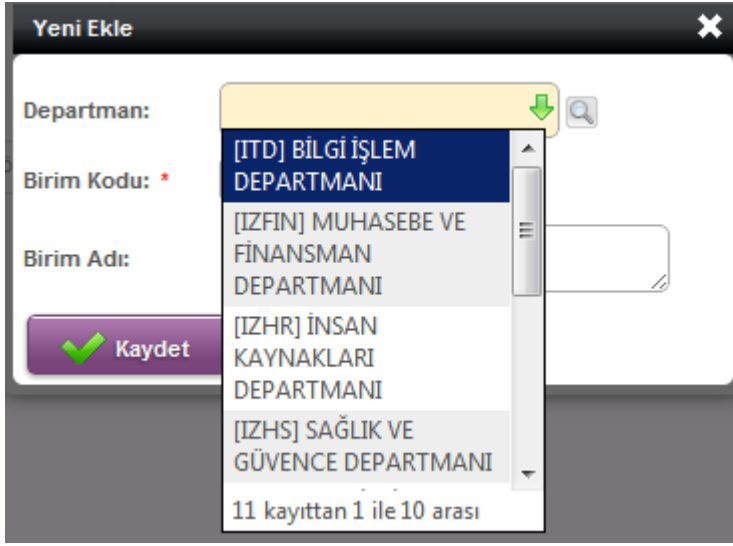 Yeni Ekle
Departman:
[ITD] BİLGİ İŞLEM
DEPARTMANI
Birim Kodu: *
[IZFIN] MUHASEBE VE
FİNANSMAN
DEPARTMANI
Birim Adı:
[IZHR] İNSAN
KAYNAKLARI
DEPARTMANI
Kaydet
[IZHS] SAĞLIK VE
GÜVENCE DEPARTMANI
11 kayıttan 1 ile 10 arası